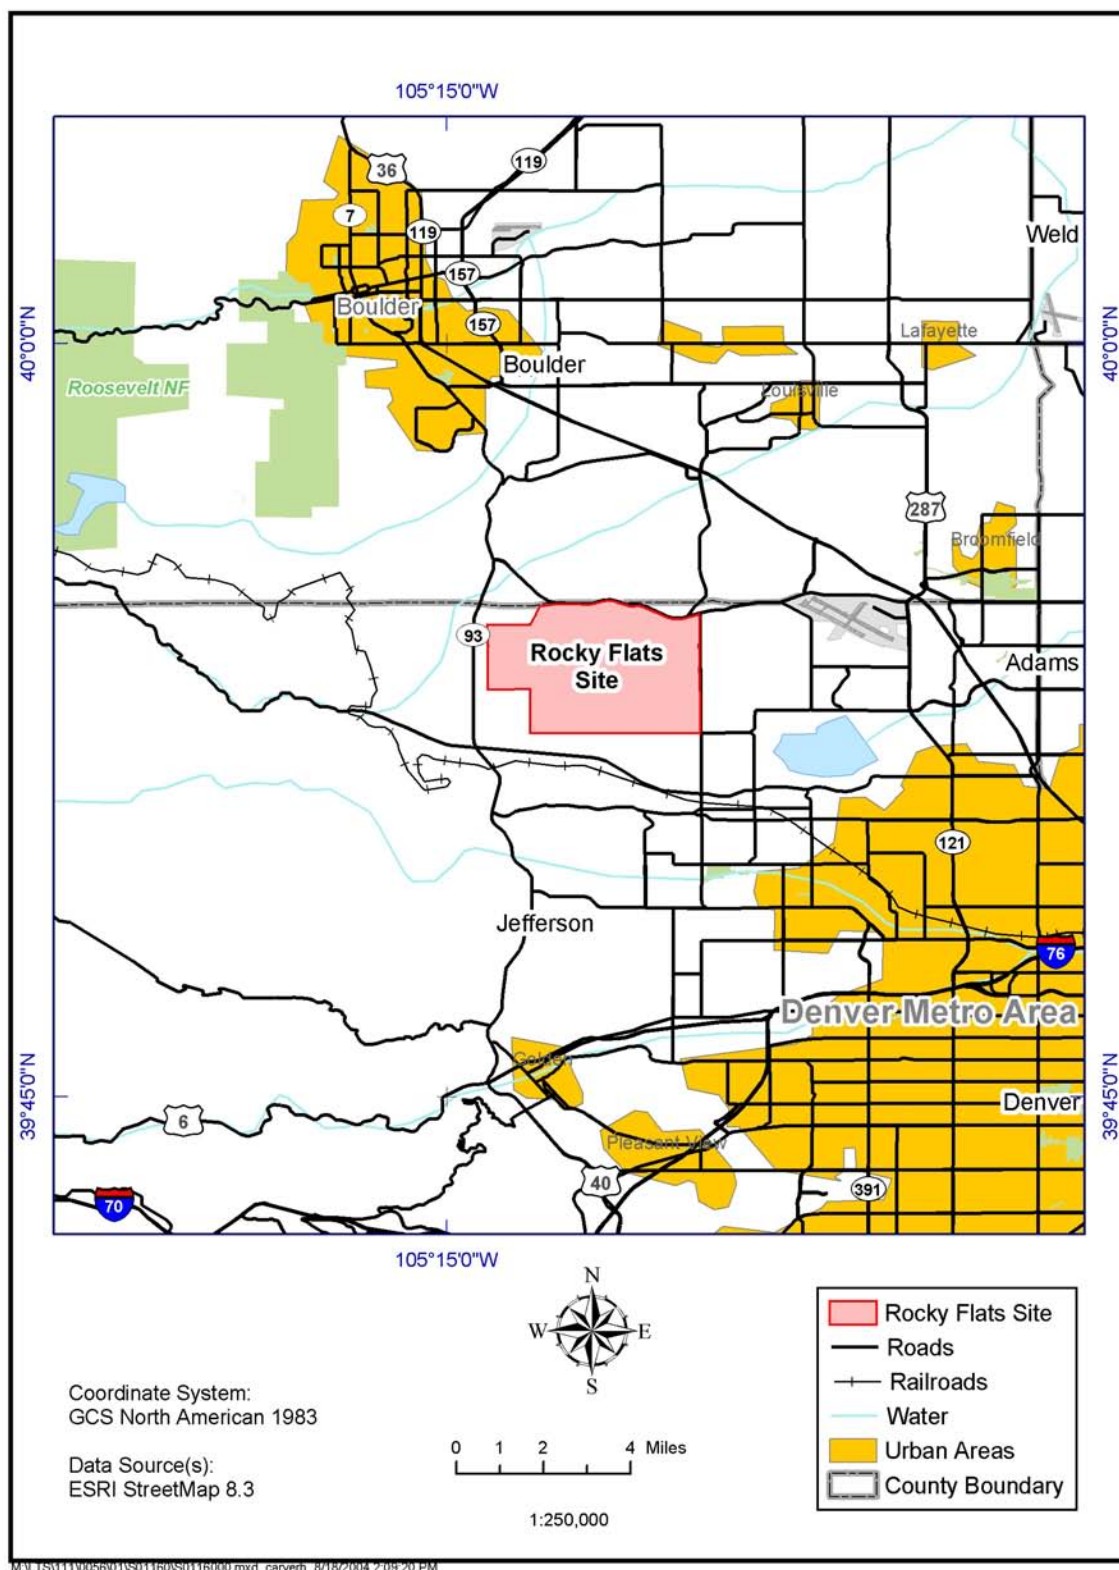 105°15'0"W
36
119
7
119
Weld
157
Boulder
157
40°0'0"N
40°0'0"N
Lafayette
Boulder
Roosevelt NF
Louisville
287
Broomfield
93
Rocky Flats
Site
Adams
121
Jefferson
76
Denver Metro Area
Golden
39°45'0"N
39°45'0"N
Denver
6
Pleasant View
40
391
70
105°15'0"W
N
W E
S
Rocky Flats Site
Roads
Railroads
Water
Urban Areas
County Boundary
Coordinate System:
GCS North American 1983
Data Source(s):
ESRI StreetMap 8.3
0 1 2 4 Miles
1:250,000